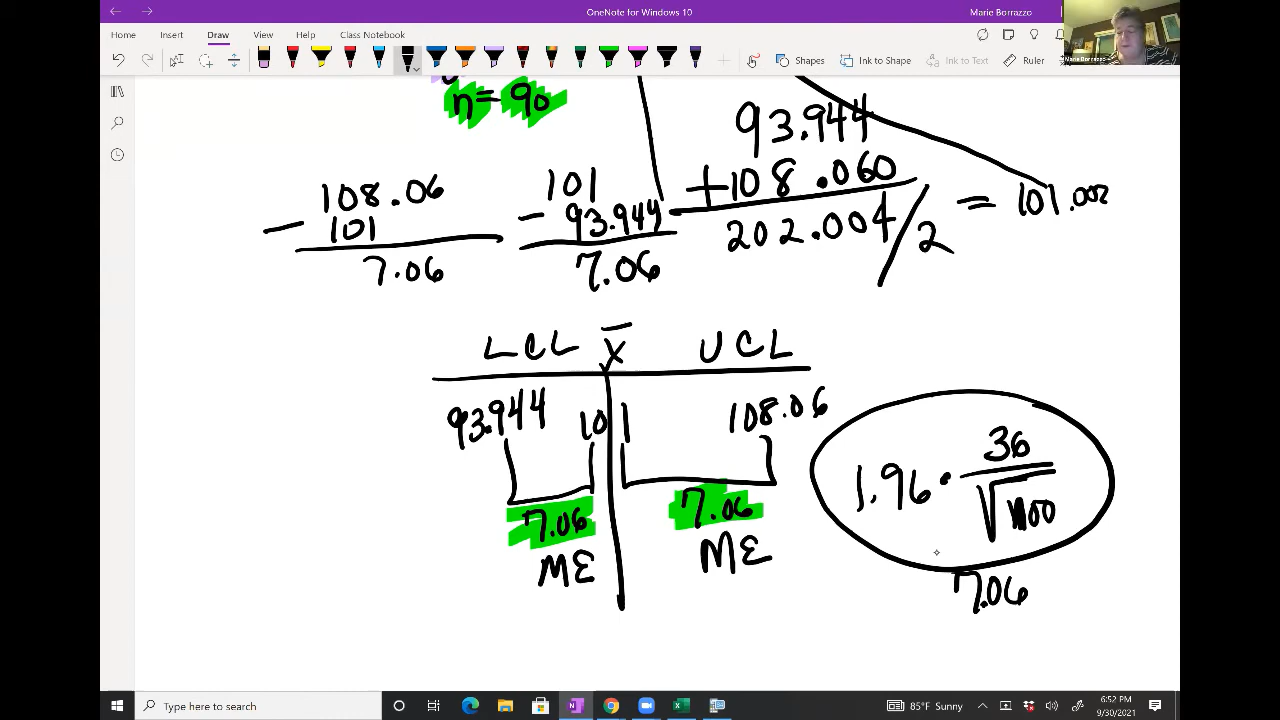 OneNote for Windows 10
Marie Borrazzo
Home Insert Draw View Help Class Notebook
Shapes Ink to Shape Ink to Text Ruler
Marie Borrazzo
n = 90
93.944
+108.060
202.004/2 = 101.002
108.06
- 101
7.06
101
- 93.944
7.06
LCL X̄ UCL
93.944 101 108.06
7.06 7.06
ME ME
1.96 · 36
√100
7.06
Type here to search
85°F Sunny
6:52 PM
9/30/2021